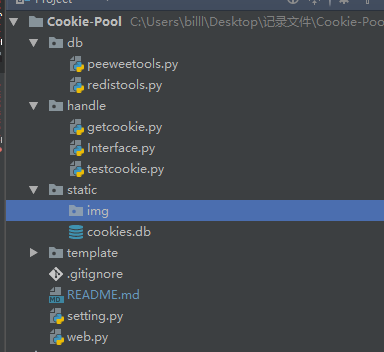 Project
Cookie-Pool C:\Users\billl\Desktop\记录文件\Cookie-Poo
db
peeweetools.py
redistools.py
handle
getcookie.py
Interface.py
testcookie.py
static
img
cookies.db
template
.gitignore
README.md
setting.py
web.py